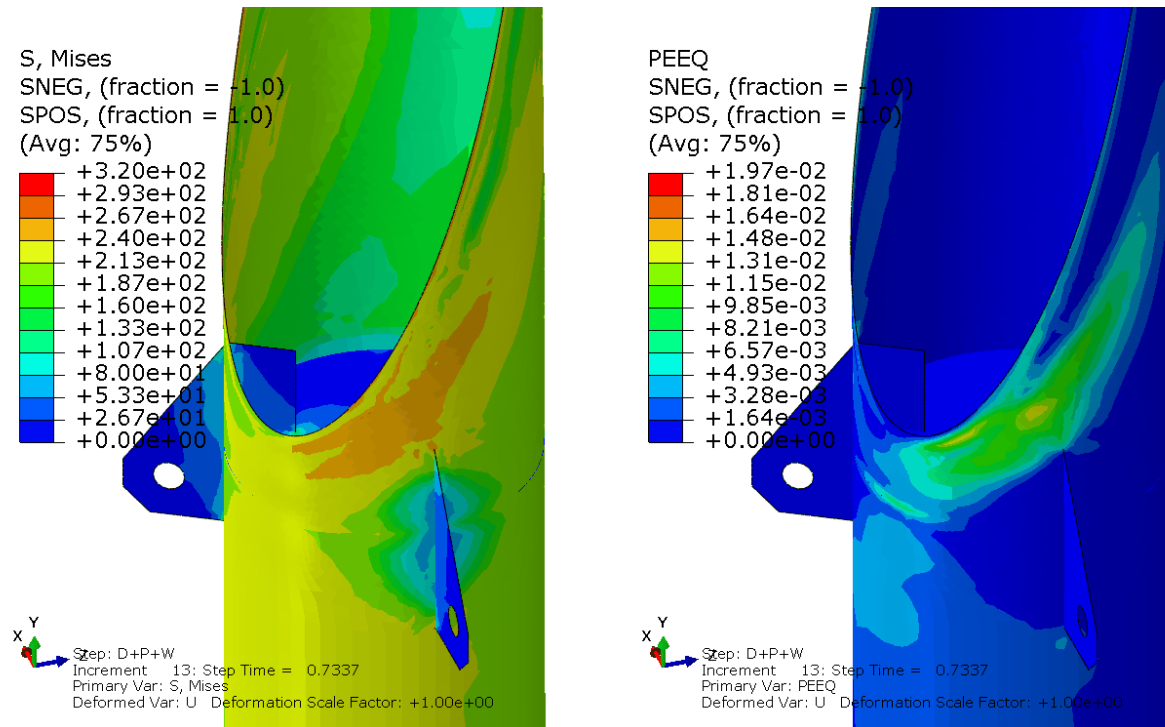 S, Mises
SNEG, (fraction = -1.0)
SPOS, (fraction = 1.0)
(Avg: 75%)
+3.20e+02
+2.93e+02
+2.67e+02
+2.40e+02
+2.13e+02
+1.87e+02
+1.60e+02
+1.33e+02
+1.07e+02
+8.00e+01
+5.33e+01
+2.67e+01
+0.00e+00
Y
X
Z
Step: D+P+W
Increment 13: Step Time = 0.7337
Primary Var: S, Mises
Deformed Var: U Deformation Scale Factor: +1.00e+00
PEEQ
SNEG, (fraction = -1.0)
SPOS, (fraction = 1.0)
(Avg: 75%)
+1.97e-02
+1.81e-02
+1.64e-02
+1.48e-02
+1.31e-02
+1.15e-02
+9.85e-03
+8.21e-03
+6.57e-03
+4.93e-03
+3.28e-03
+1.64e-03
+0.00e+00
Y
X
Z
Step: D+P+W
Increment 13: Step Time = 0.7337
Primary Var: PEEQ
Deformed Var: U Deformation Scale Factor: +1.00e+00